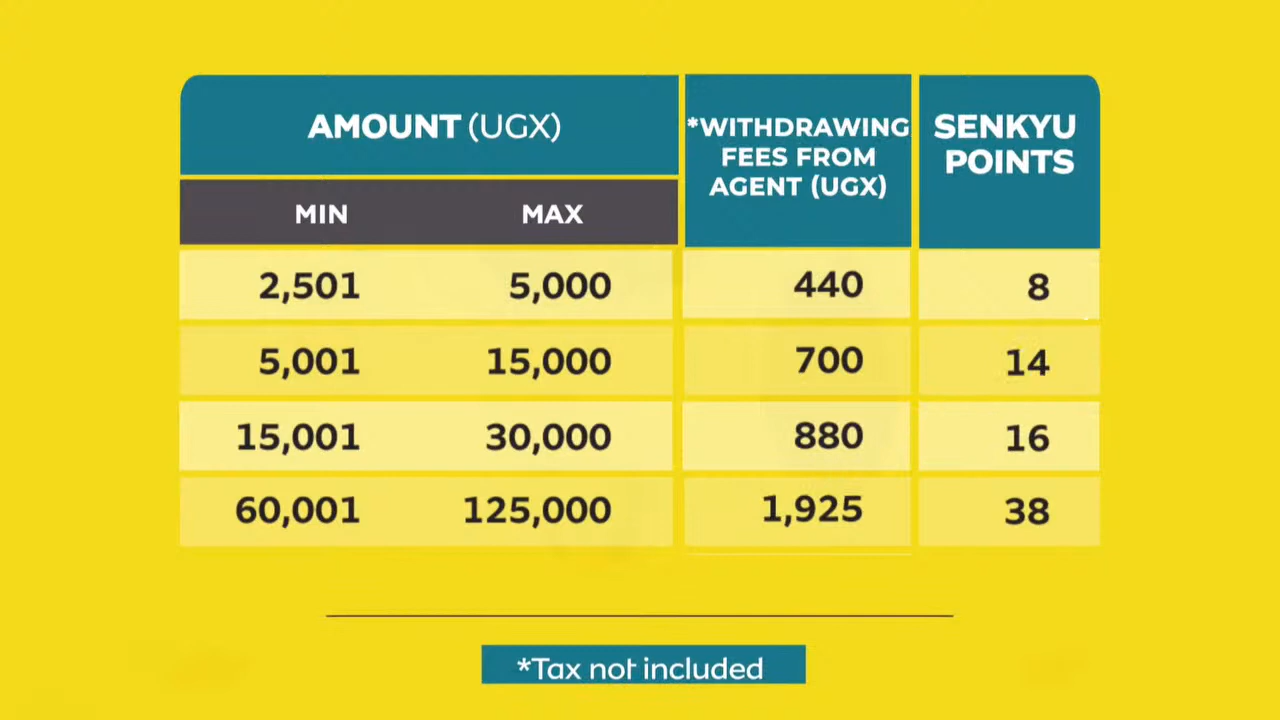 AMOUNT (UGX)
*WITHDRAWING
FEES FROM
AGENT (UGX)
SENKYU
POINTS
MIN MAX
2,501 5,000 440 8
5,001 15,000 700 14
15,001 30,000 880 16
60,001 125,000 1,925 38
*Tax not included